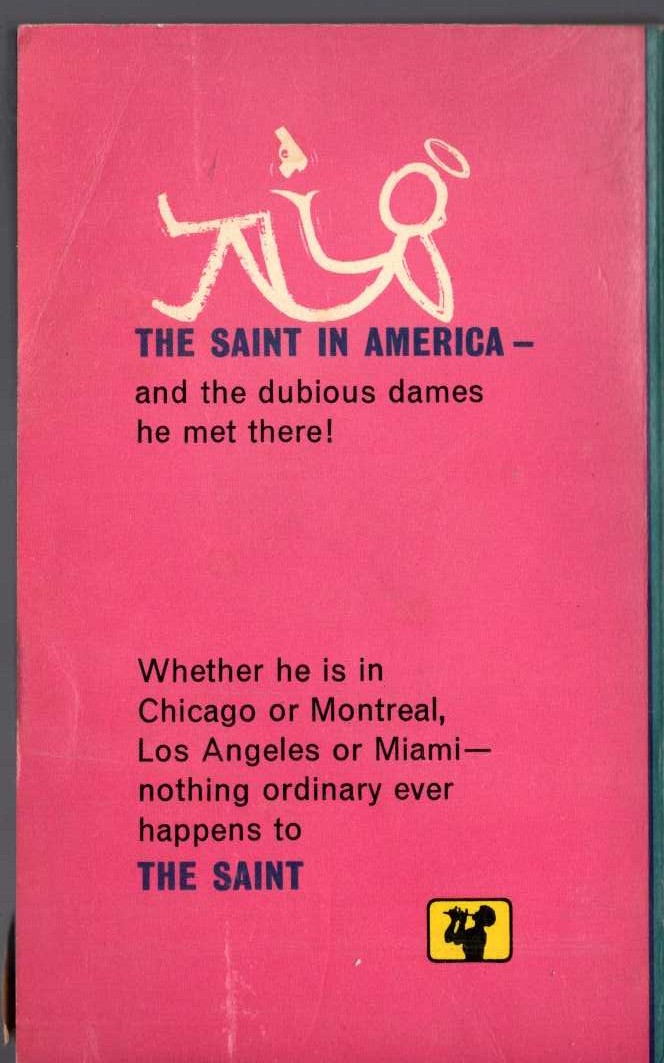 THE SAINT IN AMERICA –
and the dubious dames
he met there!
Whether he is in
Chicago or Montreal,
Los Angeles or Miami—
nothing ordinary ever
happens to
THE SAINT